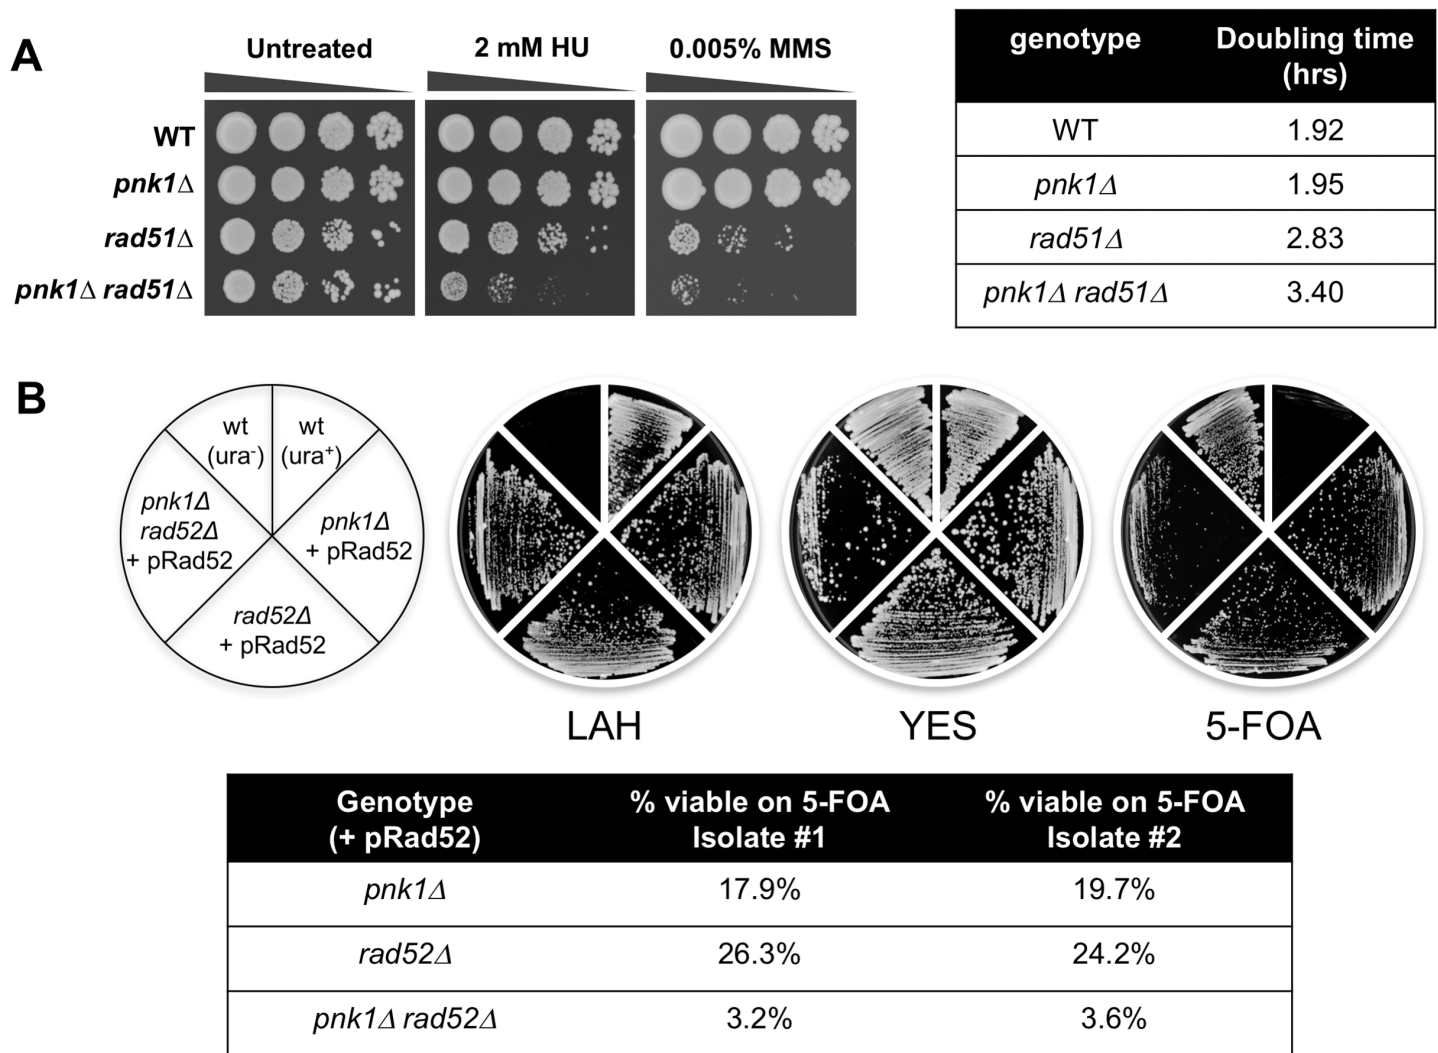 A
Untreated
2 mM HU
0.005% MMS
WT
pnk1Δ
rad51Δ
pnk1Δ rad51Δ
genotype Doubling time
(hrs)
WT 1.92
pnk1Δ 1.95
rad51Δ 2.83
pnk1Δ rad51Δ 3.40
B
wt
(ura-)
wt
(ura+)
pnk1Δ
rad52Δ
+ pRad52
pnk1Δ
+ pRad52
rad52Δ
+ pRad52
LAH
YES
5-FOA
Genotype % viable on 5-FOA % viable on 5-FOA
(+ pRad52) Isolate #1 Isolate #2
pnk1Δ 17.9% 19.7%
rad52Δ 26.3% 24.2%
pnk1Δ rad52Δ 3.2% 3.6%